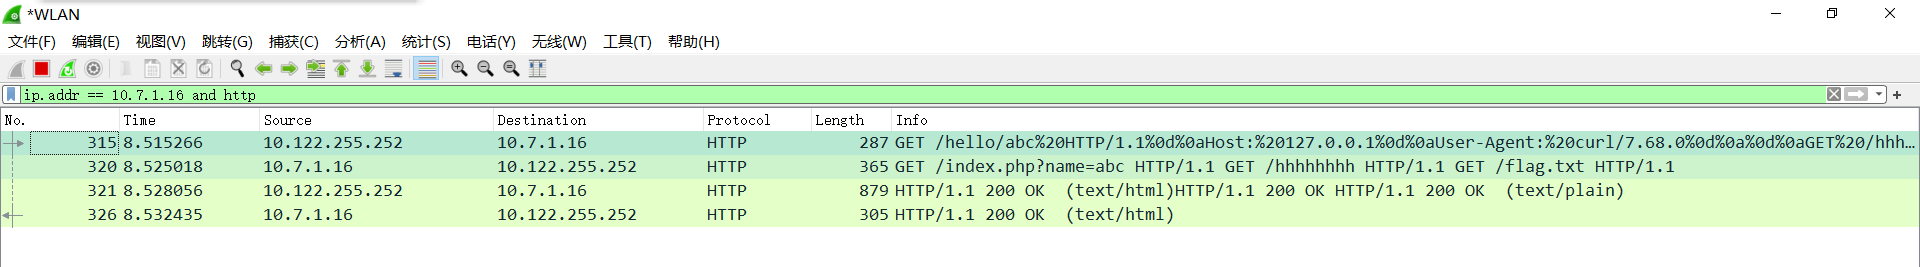 *WLAN
文件(F) 编辑(E) 视图(V) 跳转(G) 捕获(C) 分析(A) 统计(S) 电话(Y) 无线(W) 工具(T) 帮助(H)
ip.addr == 10.7.1.16 and http
No. Time Source Destination Protocol Length Info
315 8.515266 10.122.255.252 10.7.1.16 HTTP 287 GET /hello/abc%20HTTP/1.1%0d%0aHost:%20127.0.0.1%0d%0aUser-Agent:%20curl/7.68.0%0d%0a%0d%0aGET%20/hhh…
320 8.525018 10.7.1.16 10.122.255.252 HTTP 365 GET /index.php?name=abc HTTP/1.1 GET /hhhhhhhh HTTP/1.1 GET /flag.txt HTTP/1.1
321 8.528056 10.122.255.252 10.7.1.16 HTTP 879 HTTP/1.1 200 OK (text/html)HTTP/1.1 200 OK HTTP/1.1 200 OK (text/plain)
326 8.532435 10.7.1.16 10.122.255.252 HTTP 305 HTTP/1.1 200 OK (text/html)